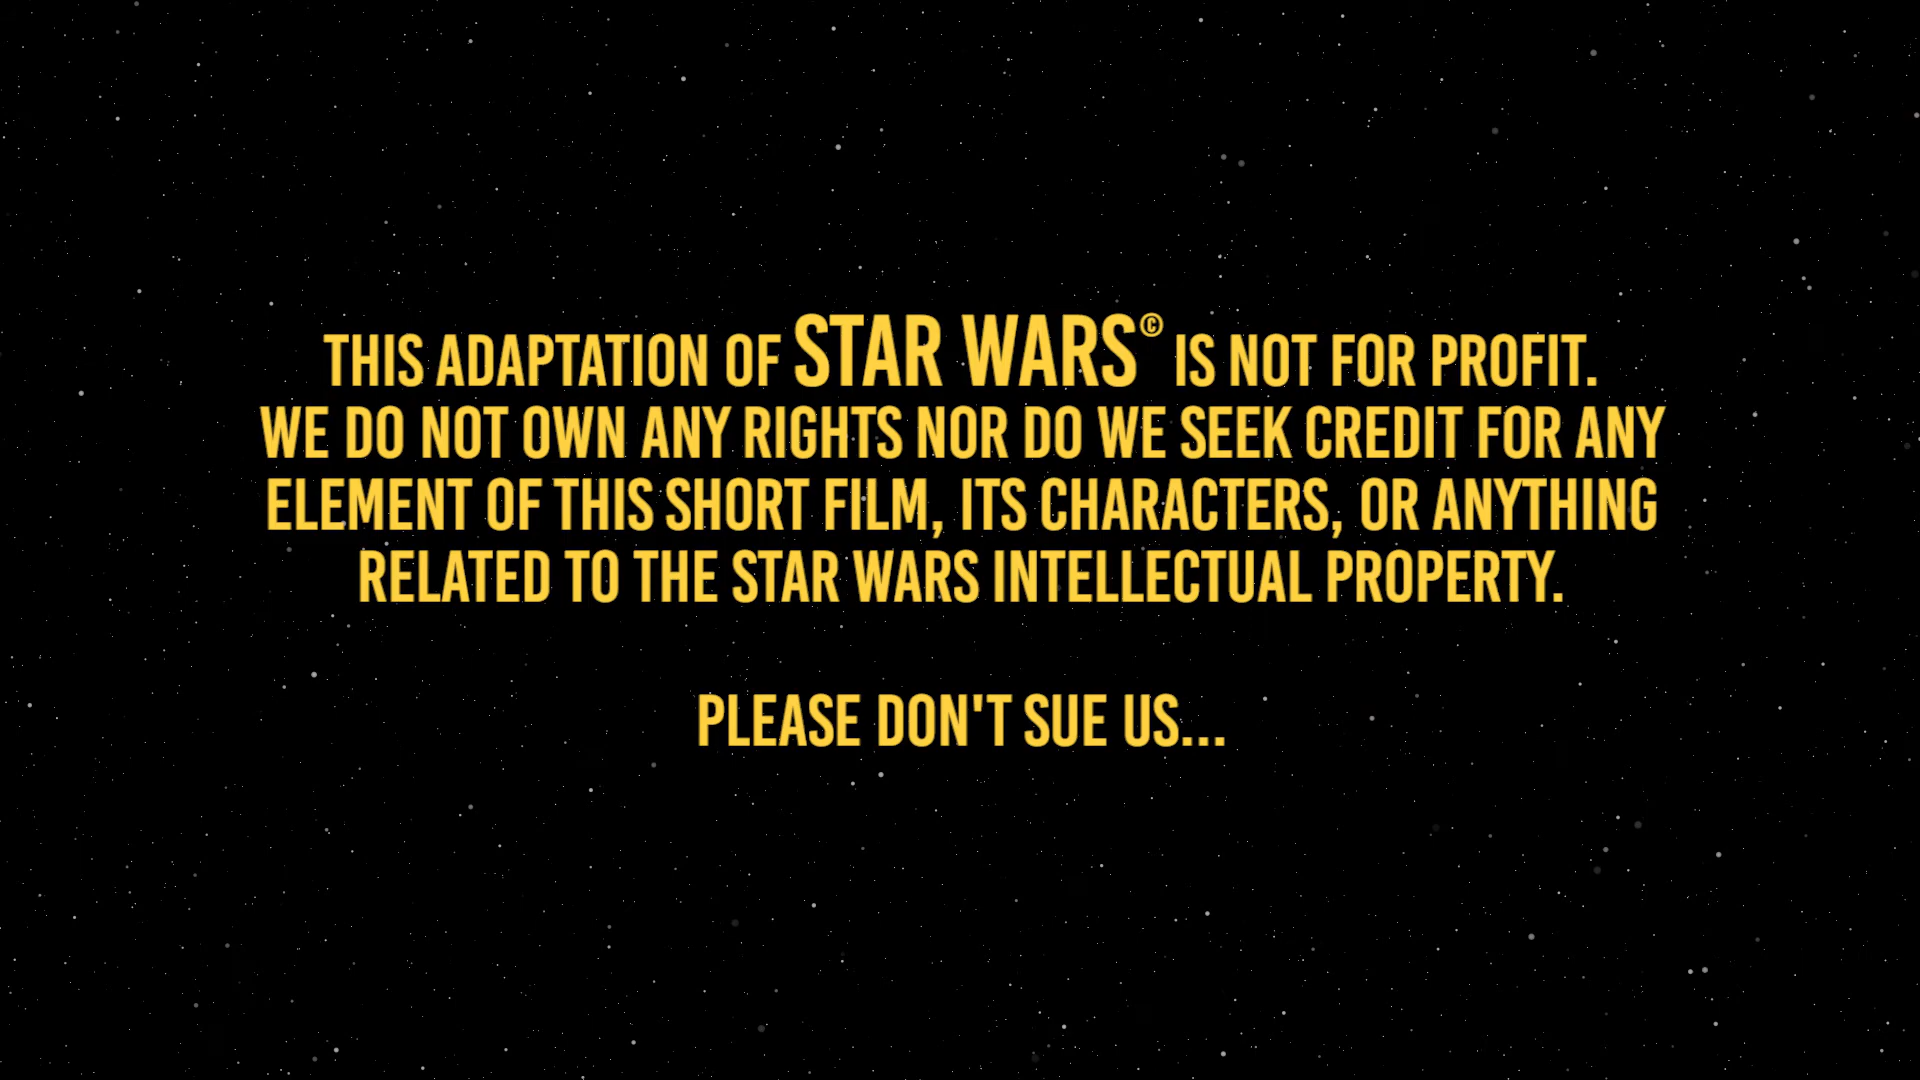 THIS ADAPTATION OF STAR WARS© IS NOT FOR PROFIT.
WE DO NOT OWN ANY RIGHTS NOR DO WE SEEK CREDIT FOR ANY
ELEMENT OF THIS SHORT FILM, ITS CHARACTERS, OR ANYTHING
RELATED TO THE STAR WARS INTELLECTUAL PROPERTY.
PLEASE DON'T SUE US...